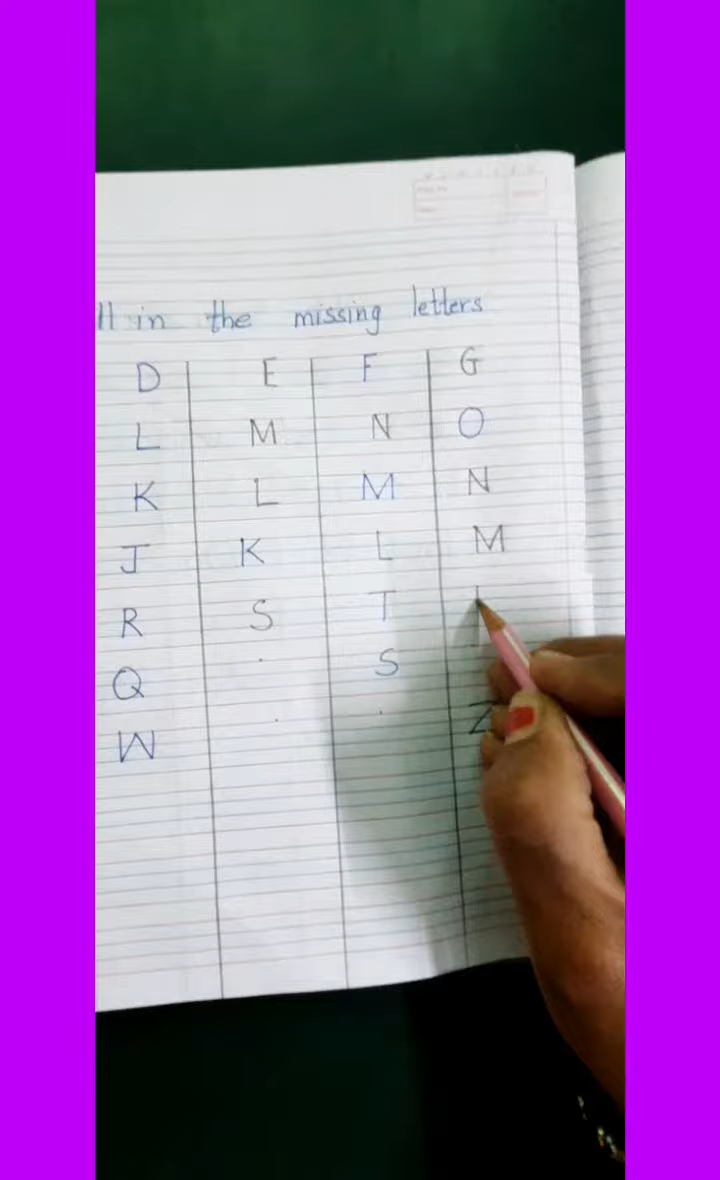 ll in the missing letters
D E F G
L M N O
K L M N
J K L M
R S T
Q S
W Z